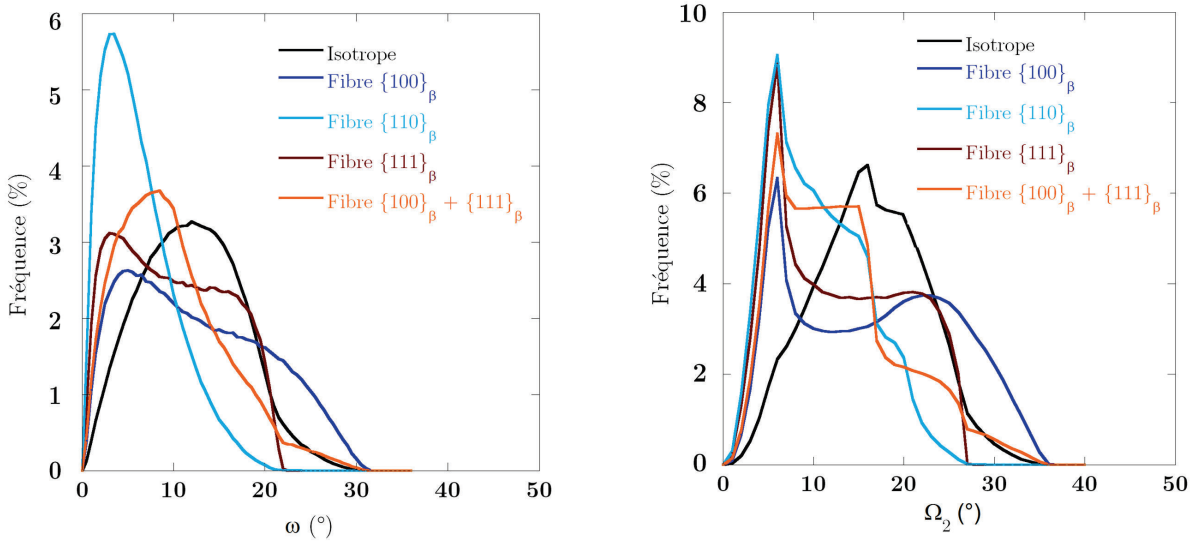 6
5
4
3
2
1
0
Fréquence (%)
0
10
20
30
40
50
ω (°)
Isotrope
Fibre {100}β
Fibre {110}β
Fibre {111}β
Fibre {100}β + {111}β
10
8
6
4
2
0
Fréquence (%)
0
10
20
30
40
50
Ω2 (°)
Isotrope
Fibre {100}β
Fibre {110}β
Fibre {111}β
Fibre {100}β + {111}β